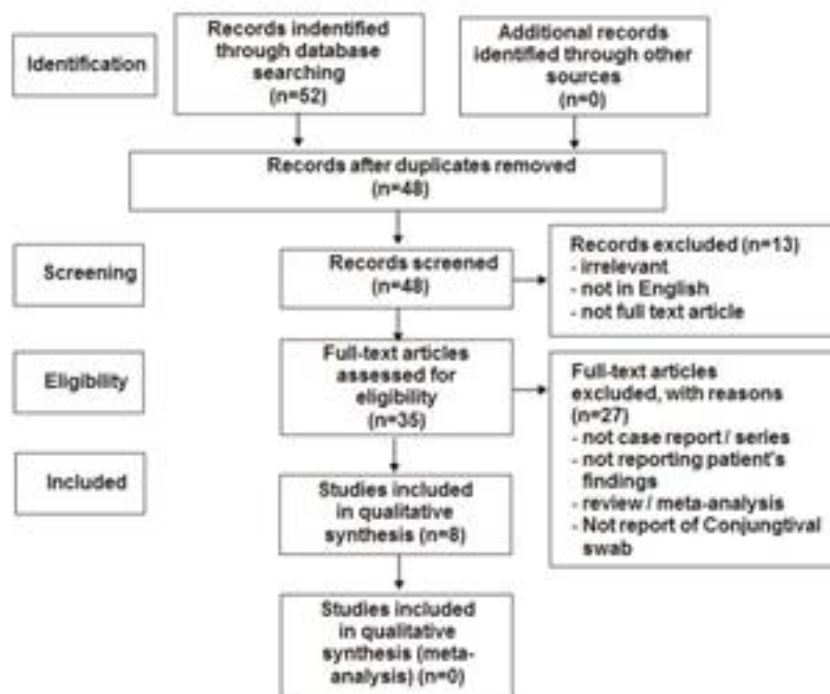 Identification
Records indentified
through database
searching
(n=52)
Additional records
identified through other
sources
(n=0)
Records after duplicates removed
(n=48)
Screening
Records screened
(n=48)
Records excluded (n=13)
- irrelevant
- not in English
- not full text article
Eligibility
Full-text articles
assessed for
eligibility
(n=35)
Full-text articles
excluded, with reasons
(n=27)
- not case report / series
- not reporting patient's
findings
- review / meta-analysis
- Not report of Conjungtival
swab
Included
Studies included
in qualitative
synthesis (n=8)
Studies included
in qualitative
synthesis (meta-
analysis) (n=0)